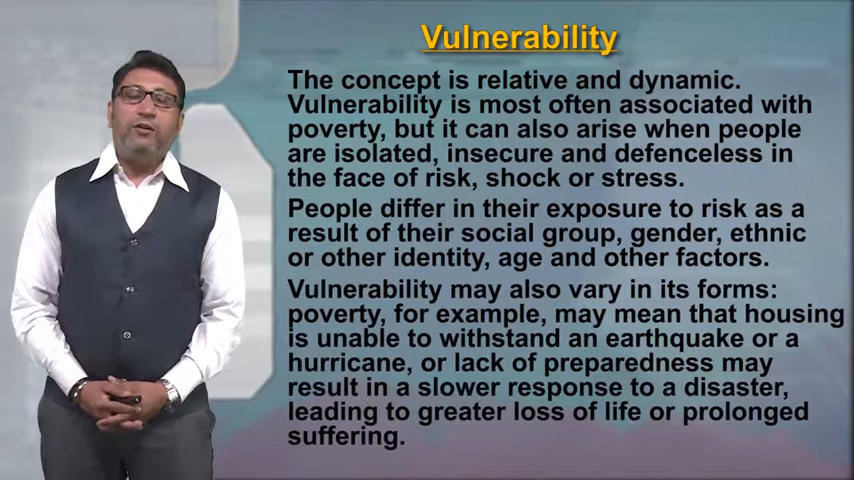 Vulnerability
The concept is relative and dynamic.
Vulnerability is most often associated with
poverty, but it can also arise when people
are isolated, insecure and defenceless in
the face of risk, shock or stress.
People differ in their exposure to risk as a
result of their social group, gender, ethnic
or other identity, age and other factors.
Vulnerability may also vary in its forms:
poverty, for example, may mean that housing
is unable to withstand an earthquake or a
hurricane, or lack of preparedness may
result in a slower response to a disaster,
leading to greater loss of life or prolonged
suffering.